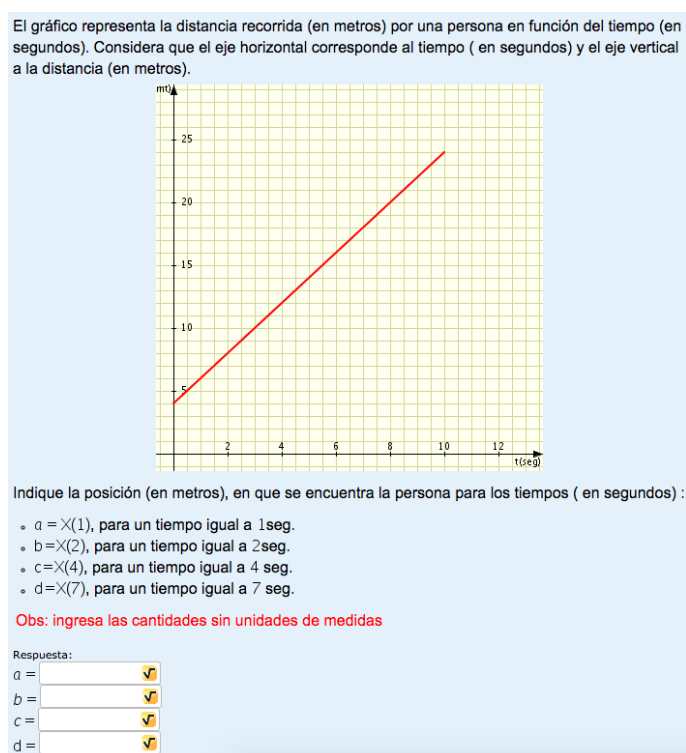 El gráfico representa la distancia recorrida (en metros) por una persona en función del tiempo (en
segundos). Considera que el eje horizontal corresponde al tiempo ( en segundos) y el eje vertical
a la distancia (en metros).
mt)
25
20
15
10
5
2 4 6 8 10 12
t(seg)
Indique la posición (en metros), en que se encuentra la persona para los tiempos ( en segundos) :
a = X(1), para un tiempo igual a 1seg.
b=X(2), para un tiempo igual a 2seg.
c=X(4), para un tiempo igual a 4 seg.
d=X(7), para un tiempo igual a 7 seg.
Obs: ingresa las cantidades sin unidades de medidas
Respuesta:
a =
b =
c =
d =